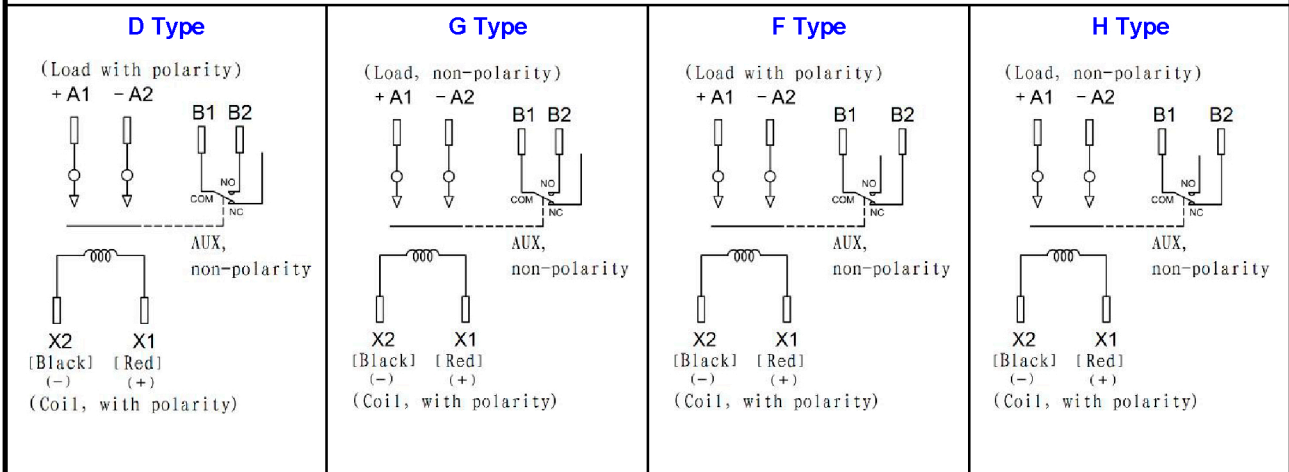 D Type
(Load with polarity)
+ A1 − A2
B1 B2
NO
COM
NC
AUX,
non-polarity
X2 X1
[Black] [Red]
(−) (+)
(Coil, with polarity)
G Type
(Load, non-polarity)
+ A1 − A2
B1 B2
NO
COM
NC
AUX,
non-polarity
X2 X1
[Black] [Red]
(−) (+)
(Coil, with polarity)
F Type
(Load with polarity)
+ A1 − A2
B1 B2
NO
COM
NC
AUX,
non-polarity
X2 X1
[Black] [Red]
(−) (+)
(Coil, with polarity)
H Type
(Load, non-polarity)
+ A1 − A2
B1 B2
NO
COM
NC
AUX,
non-polarity
X2 X1
[Black] [Red]
(−) (+)
(Coil, with polarity)